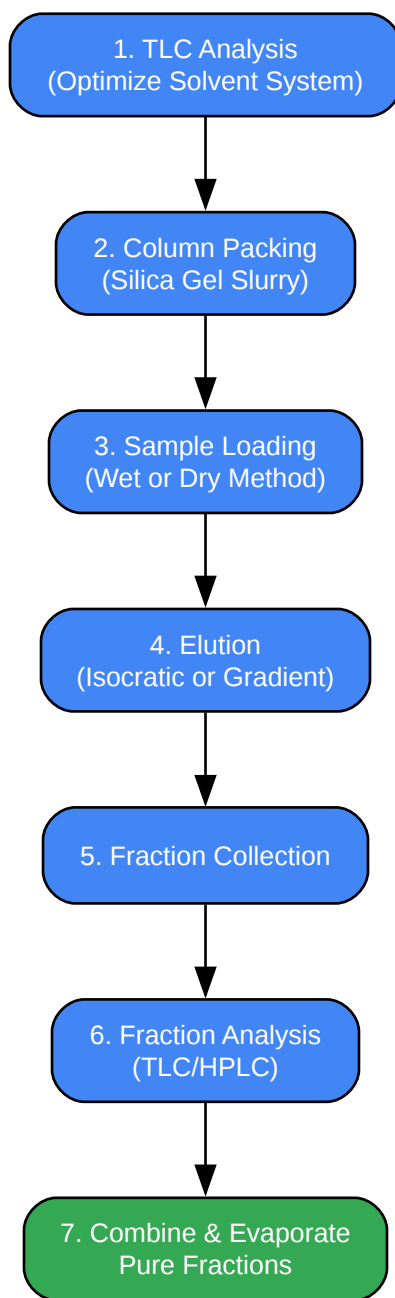 1. TLC Analysis
(Optimize Solvent System)
2. Column Packing
(Silica Gel Slurry)
3. Sample Loading
(Wet or Dry Method)
4. Elution
(Isocratic or Gradient)
5. Fraction Collection
6. Fraction Analysis
(TLC/HPLC)
7. Combine & Evaporate
Pure Fractions